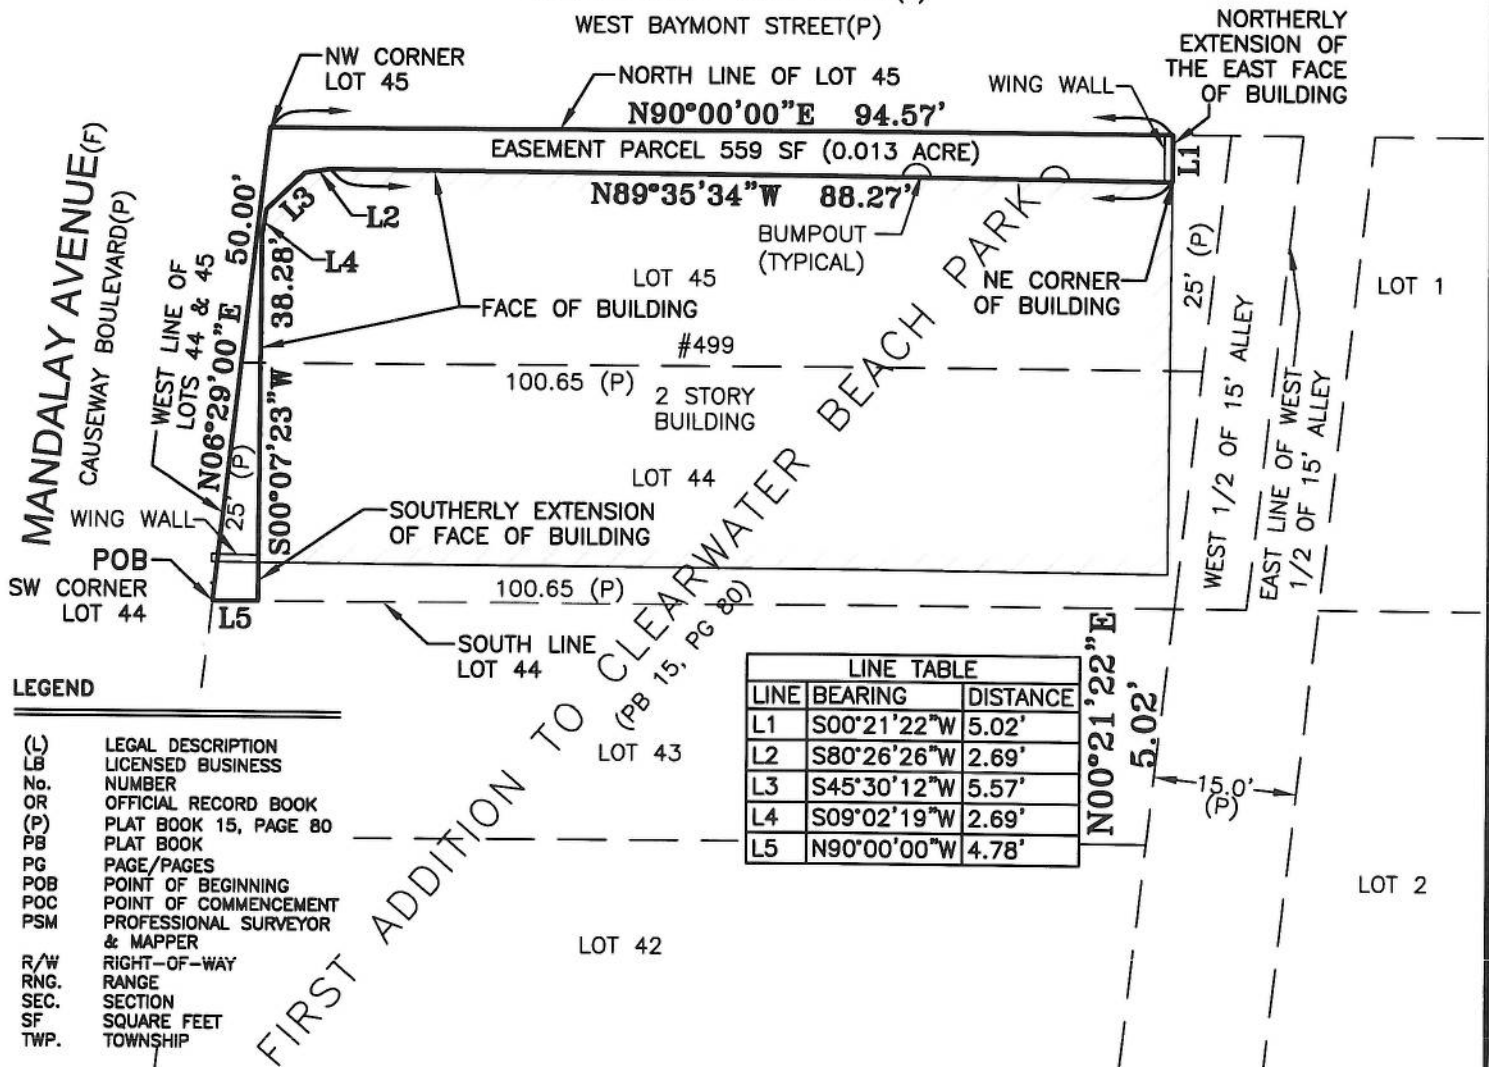 WEST BAYMONT STREET(P)
NORTHERLY
EXTENSION OF
THE EAST FACE
OF BUILDING
NW CORNER
LOT 45
NORTH LINE OF LOT 45
WING WALL
N90°00'00"E 94.57'
EASEMENT PARCEL 559 SF (0.013 ACRE)
L1
N89°35'34"W 88.27'
L3
L2
L4
MANDALAY AVENUE(F)
CAUSEWAY BOULEVARD(P)
WEST LINE OF
LOTS 44 & 45
N06°29'00"E 50.00'
S00°07'23"W 38.28'
25' (P)
BUMPOUT
(TYPICAL)
LOT 45
NE CORNER
OF BUILDING
25' (P)
FACE OF BUILDING
#499
100.65 (P)
2 STORY
BUILDING
LOT 44
LOT 1
WEST 1/2 OF 15' ALLEY
EAST LINE OF WEST
1/2 OF 15' ALLEY
WING WALL
SOUTHERLY EXTENSION
OF FACE OF BUILDING
POB
SW CORNER
LOT 44
L5
100.65 (P)
SOUTH LINE
LOT 44
FIRST ADDITION TO CLEARWATER BEACH PARK
(PB 15, PG 80)
LOT 43
LINE TABLE
LINE BEARING DISTANCE
L1 S00°21'22"W 5.02'
L2 S80°26'26"W 2.69'
L3 S45°30'12"W 5.57'
L4 S09°02'19"W 2.69'
L5 N90°00'00"W 4.78'
N00°21'22"E
5.02'
15.0'
(P)
LOT 2
LOT 42
LEGEND
(L) LEGAL DESCRIPTION
LB LICENSED BUSINESS
No. NUMBER
OR OFFICIAL RECORD BOOK
(P) PLAT BOOK 15, PAGE 80
PB PLAT BOOK
PG PAGE/PAGES
POB POINT OF BEGINNING
POC POINT OF COMMENCEMENT
PSM PROFESSIONAL SURVEYOR
& MAPPER
R/W RIGHT-OF-WAY
RNG. RANGE
SEC. SECTION
SF SQUARE FEET
TWP. TOWNSHIP